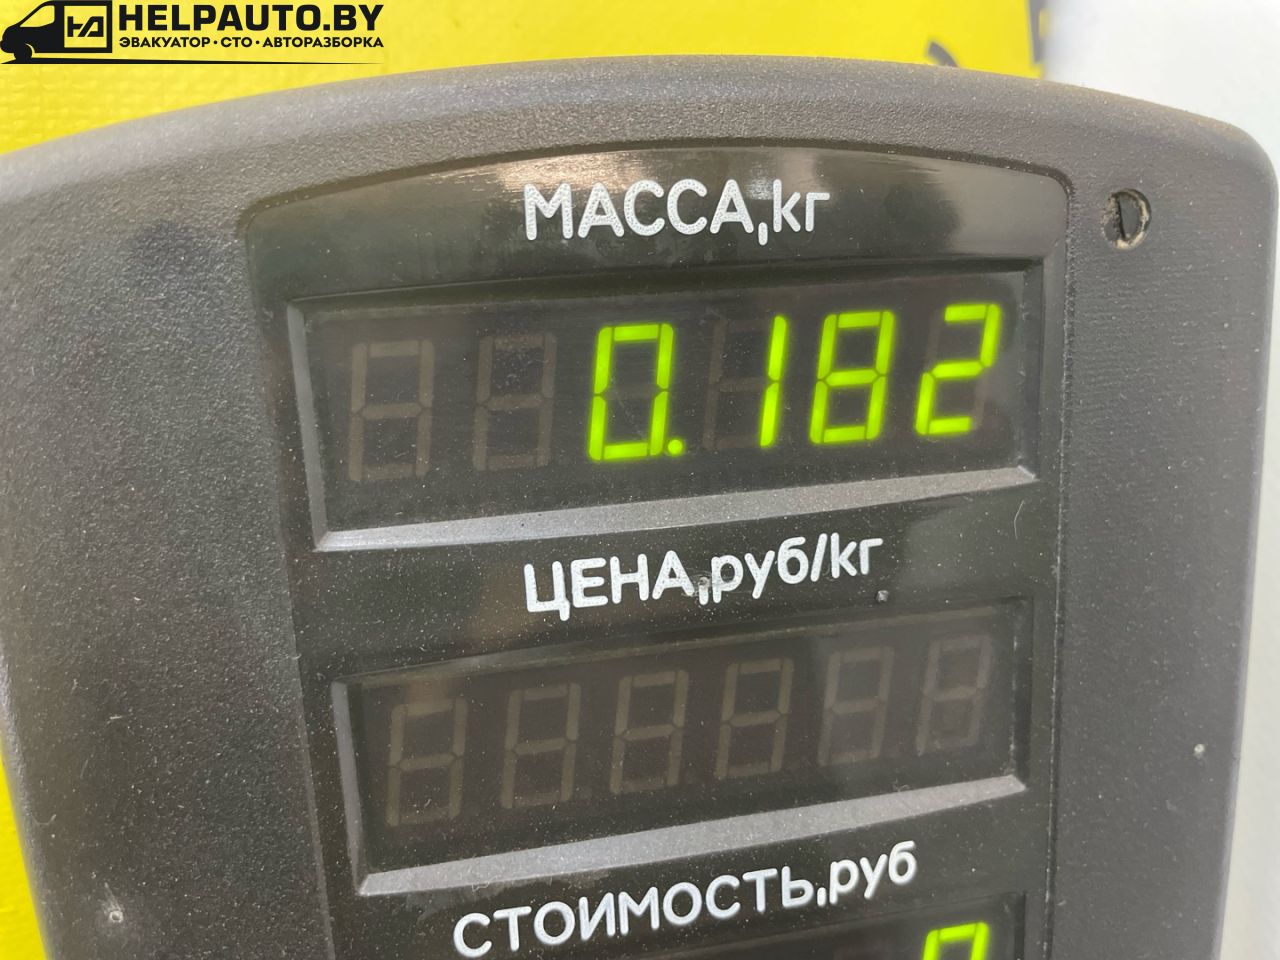 HELPAUTO.BY
ЭВАКУАТОР · СТО · АВТОРАЗБОРКА
МАССА,кг
0.182
ЦЕНА,руб/кг
СТОИМОСТЬ,руб